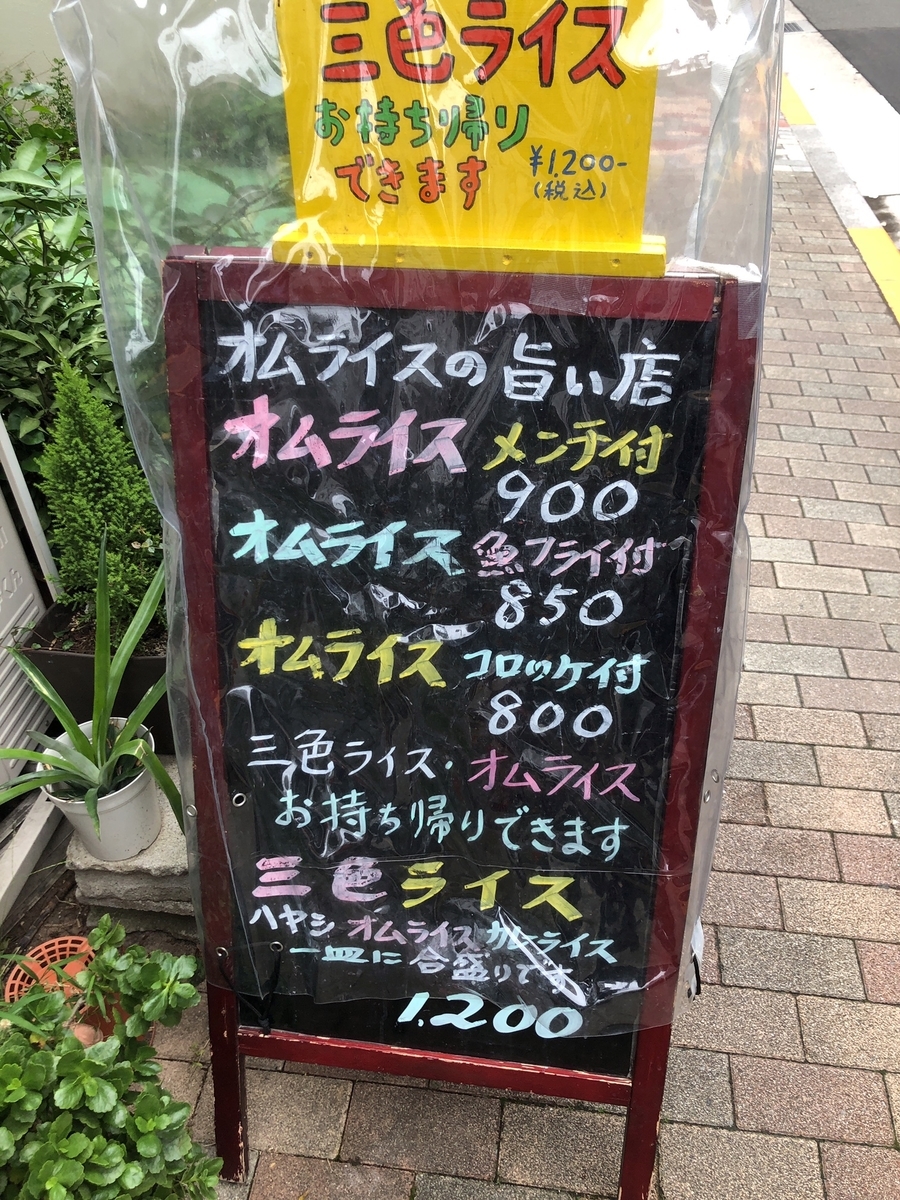 三色ライス
お持ち帰り
できます ¥1.200-
(税込)
オムライスの旨い店
オムライス メンチ付
900
オムライス 魚フライ付
850
オムライス コロッケ付
800
三色ライス・オムライス
お持ち帰りできます
三色ライス
ハヤシ オムライス カレーライス
一皿に合盛りです
1.200